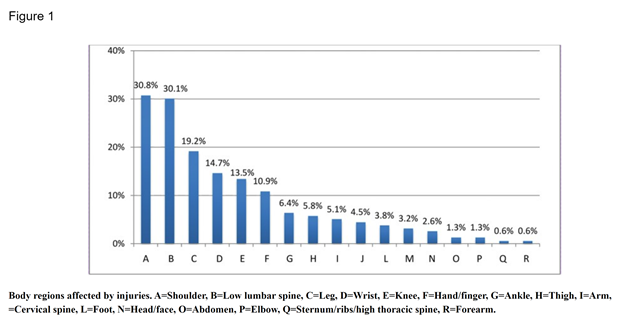 Figure 1
40%
30.8% 30.1%
30%
19.2%
20%
14.7%
13.5%
10.9%
10%
6.4% 5.8% 5.1% 4.5% 3.8% 3.2% 2.6% 1.3% 1.3% 0.6% 0.6%
0%
A B C D E F G H I J L M N O P Q R
Body regions affected by injuries. A=Shoulder, B=Low lumbar spine, C=Leg, D=Wrist, E=Knee, F=Hand/finger, G=Ankle, H=Thigh, I=Arm,
=Cervical spine, L=Foot, N=Head/face, O=Abdomen, P=Elbow, Q=Sternum/ribs/high thoracic spine, R=Forearm.